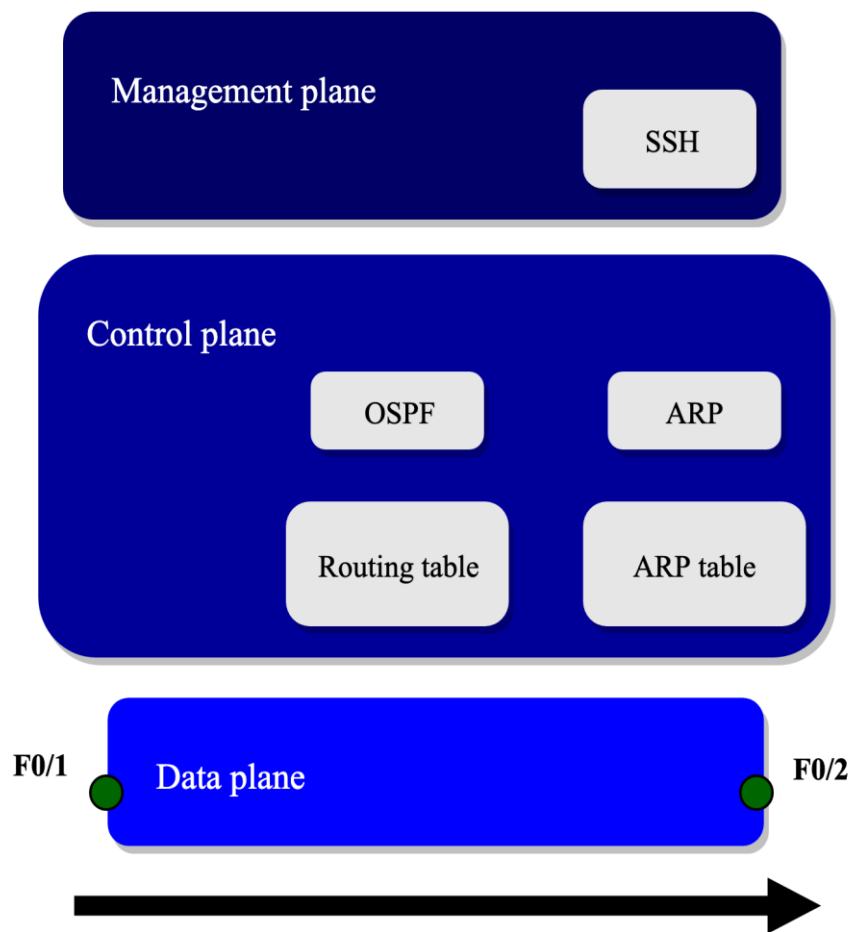 Management plane
SSH
Control plane
OSPF
ARP
Routing table
ARP table
F0/1
Data plane
F0/2